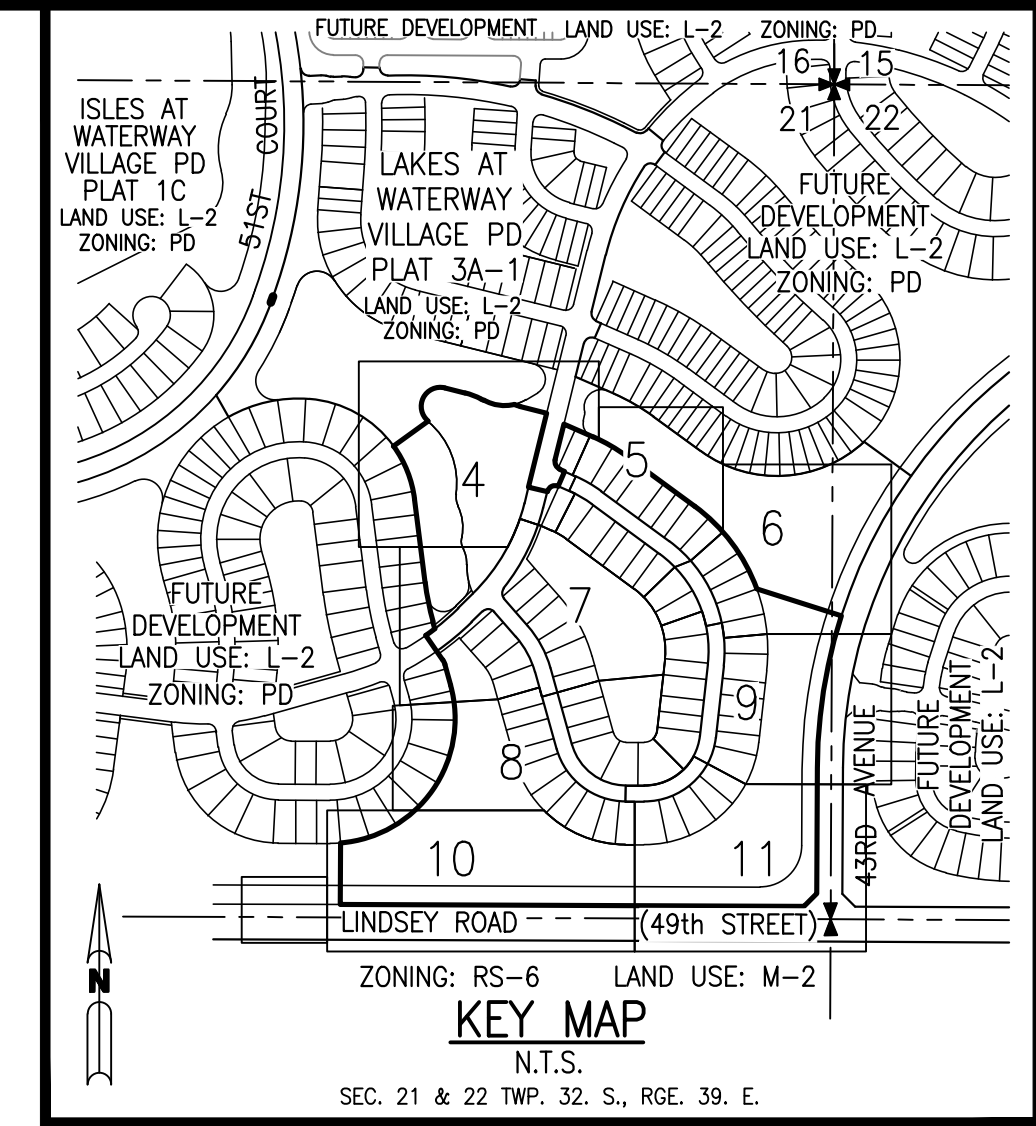 FUTURE DEVELOPMENT LAND USE: L-2 ZONING: PD
16 15
21 22
ISLES AT
WATERWAY
VILLAGE PD
PLAT 1C
LAND USE: L-2
ZONING: PD
51ST COURT
LAKES AT
WATERWAY
VILLAGE PD
PLAT 3A-1
LAND USE: L-2
ZONING: PD
FUTURE
DEVELOPMENT
LAND USE: L-2
ZONING: PD
4
5
6
7
FUTURE
DEVELOPMENT
LAND USE: L-2
ZONING: PD
8
9
10
11
43RD AVENUE
FUTURE
DEVELOPMENT
LAND USE: L-2
LINDSEY ROAD (49th STREET)
ZONING: RS-6 LAND USE: M-2
N
KEY MAP
N.T.S.
SEC. 21 & 22 TWP. 32. S., RGE. 39. E.